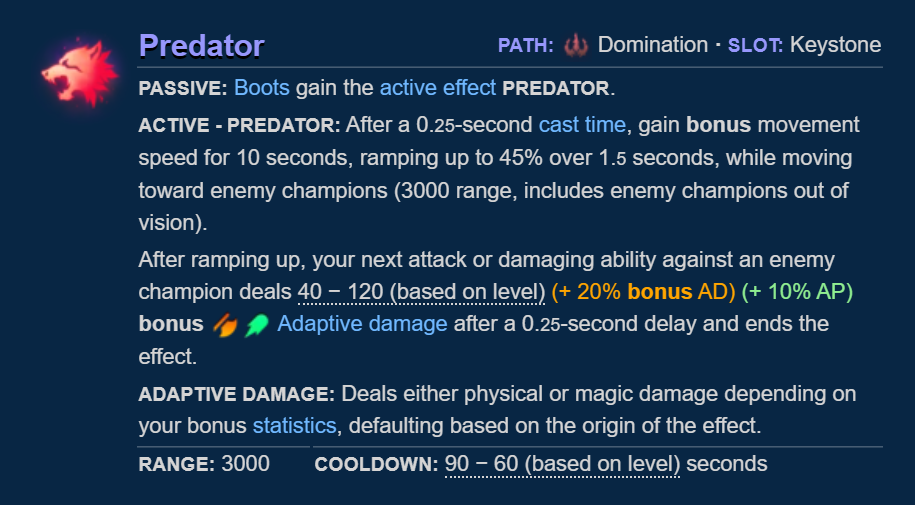 Predator
PATH: Domination · SLOT: Keystone
PASSIVE: Boots gain the active effect PREDATOR.
ACTIVE - PREDATOR: After a 0.25-second cast time, gain bonus movement
speed for 10 seconds, ramping up to 45% over 1.5 seconds, while moving
toward enemy champions (3000 range, includes enemy champions out of
vision).
After ramping up, your next attack or damaging ability against an enemy
champion deals 40 − 120 (based on level) (+ 20% bonus AD) (+ 10% AP)
bonus Adaptive damage after a 0.25-second delay and ends the
effect.
ADAPTIVE DAMAGE: Deals either physical or magic damage depending on
your bonus statistics, defaulting based on the origin of the effect.
RANGE: 3000 COOLDOWN: 90 − 60 (based on level) seconds